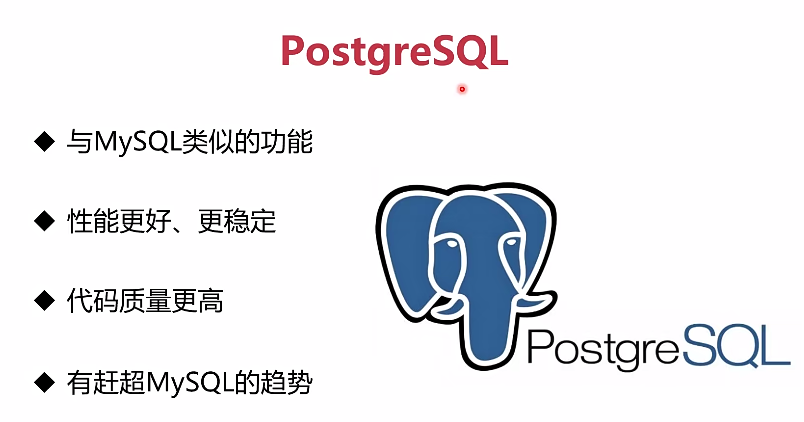 PostgreSQL
与MySQL类似的功能
性能更好、更稳定
代码质量更高
有赶超MySQL的趋势
PostgreSQL